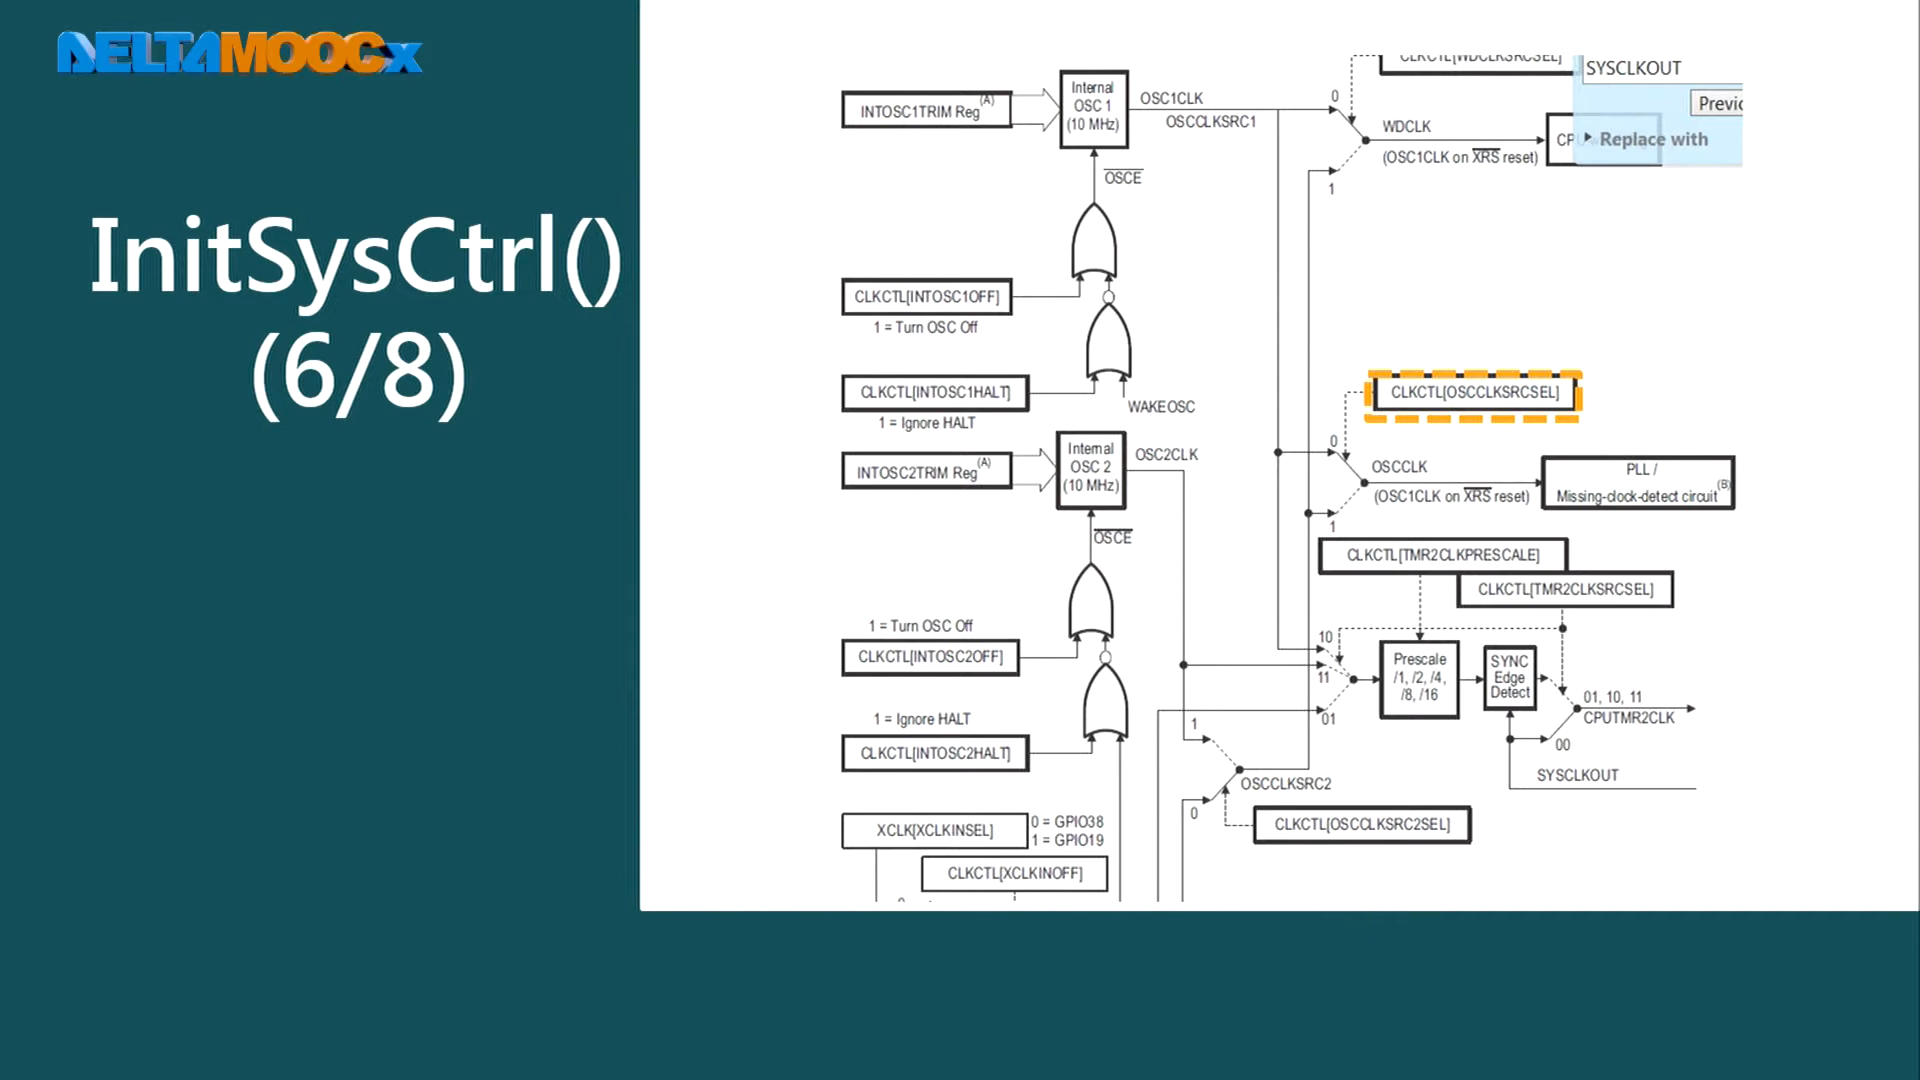 DELTAMOOCx
InitSysCtrl()
(6/8)
CLKCTL[WDCLKSRCSEL]
SYSCLKOUT
Internal
OSC 1
(10 MHz)
INTOSC1TRIM Reg(A)
OSC1CLK
OSCCLKSRC1
0
WDCLK
(OSC1CLK on XRS reset)
1
Replace with
OSCE
CLKCTL[INTOSC1OFF]
1 = Turn OSC Off
CLKCTL[INTOSC1HALT]
1 = Ignore HALT
WAKEOSC
CLKCTL[OSCCLKSRCSEL]
0
OSCCLK
(OSC1CLK on XRS reset)
1
PLL /
Missing-clock-detect circuit(B)
Internal
OSC 2
(10 MHz)
INTOSC2TRIM Reg(A)
OSC2CLK
OSCE
CLKCTL[TMR2CLKPRESCALE]
CLKCTL[TMR2CLKSRCSEL]
1 = Turn OSC Off
CLKCTL[INTOSC2OFF]
10
11
01
Prescale
/1, /2, /4,
/8, /16
SYNC
Edge
Detect
01, 10, 11
CPUTMR2CLK
00
SYSCLKOUT
1 = Ignore HALT
CLKCTL[INTOSC2HALT]
1
OSCCLKSRC2
0
CLKCTL[OSCCLKSRC2SEL]
XCLK[XCLKINSEL]
0 = GPIO38
1 = GPIO19
CLKCTL[XCLKINOFF]